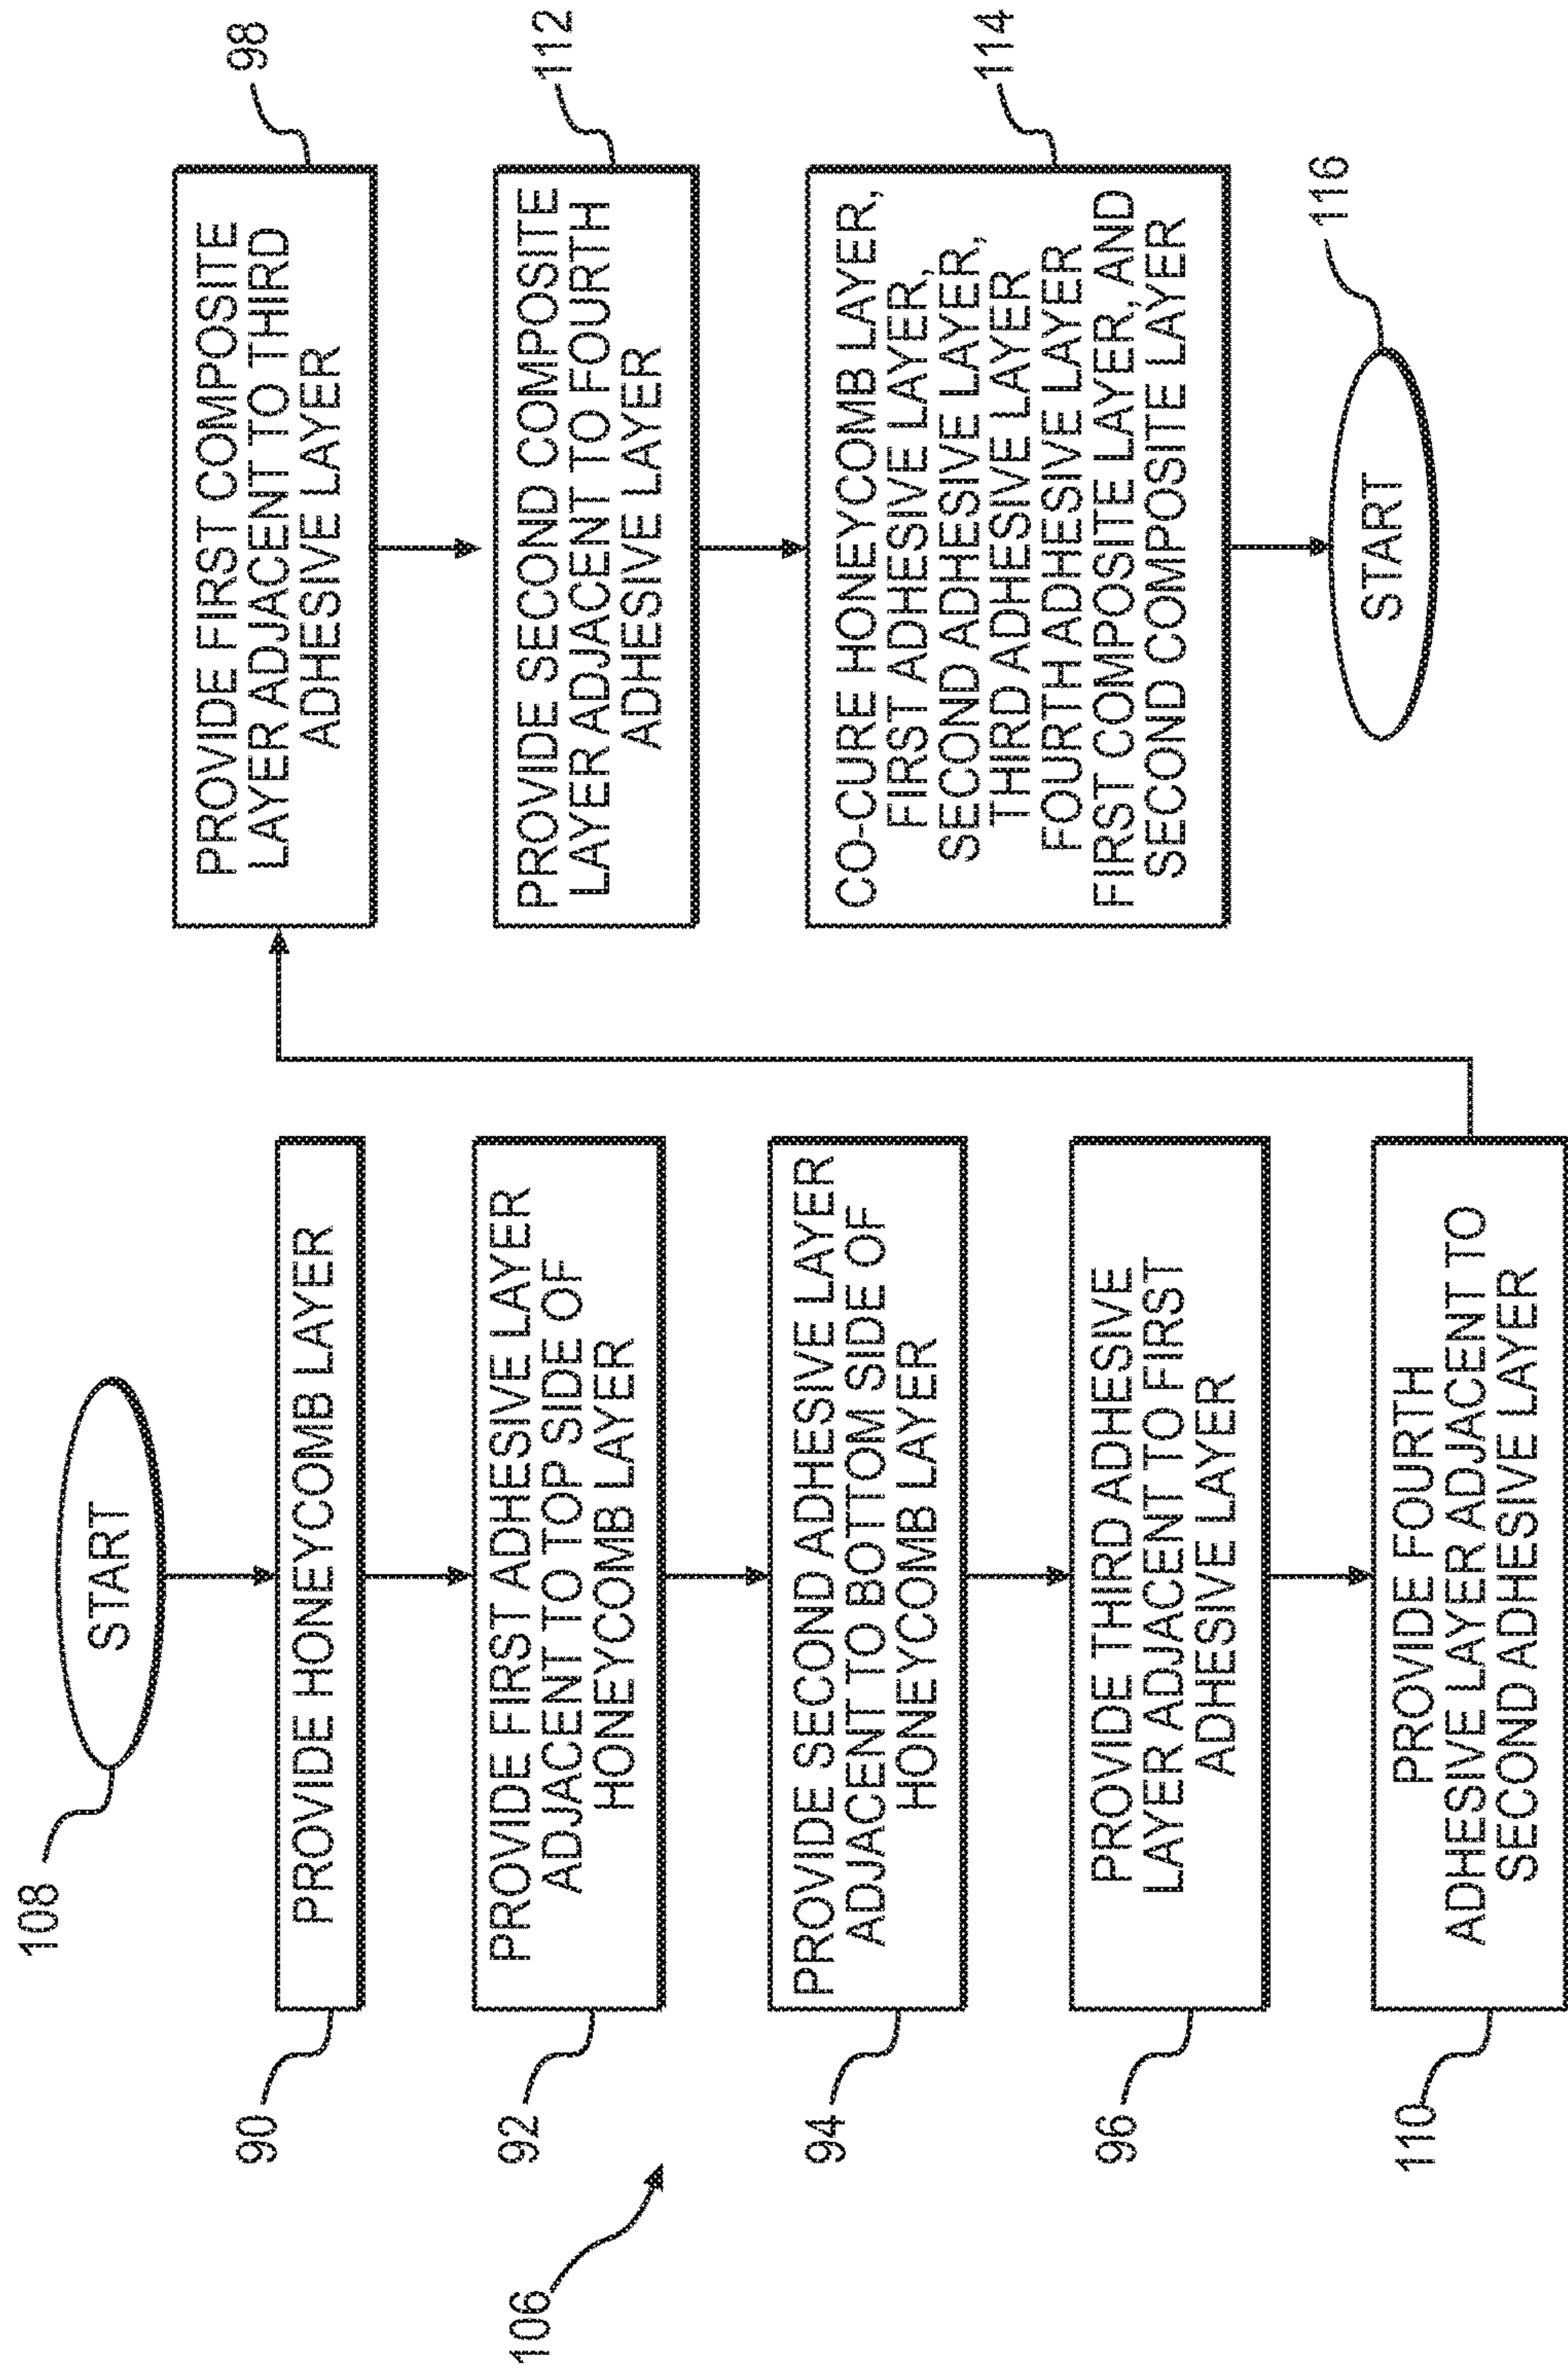 108
START
90
PROVIDE HONEYCOMB LAYER
92
PROVIDE FIRST ADHESIVE LAYER
ADJACENT TO TOP SIDE OF
HONEYCOMB LAYER
106
94
PROVIDE SECOND ADHESIVE LAYER
ADJACENT TO BOTTOM SIDE OF
HONEYCOMB LAYER
96
PROVIDE THIRD ADHESIVE
LAYER ADJACENT TO FIRST
ADHESIVE LAYER
110
PROVIDE FOURTH
ADHESIVE LAYER ADJACENT TO
SECOND ADHESIVE LAYER
98
PROVIDE FIRST COMPOSITE
LAYER ADJACENT TO THIRD
ADHESIVE LAYER
112
PROVIDE SECOND COMPOSITE
LAYER ADJACENT TO FOURTH
ADHESIVE LAYER
114
CO-CURE HONEYCOMB LAYER,
FIRST ADHESIVE LAYER,
SECOND ADHESIVE LAYER,
THIRD ADHESIVE LAYER
FOURTH ADHESIVE LAYER
FIRST COMPOSITE LAYER, AND
SECOND COMPOSITE LAYER
116
START